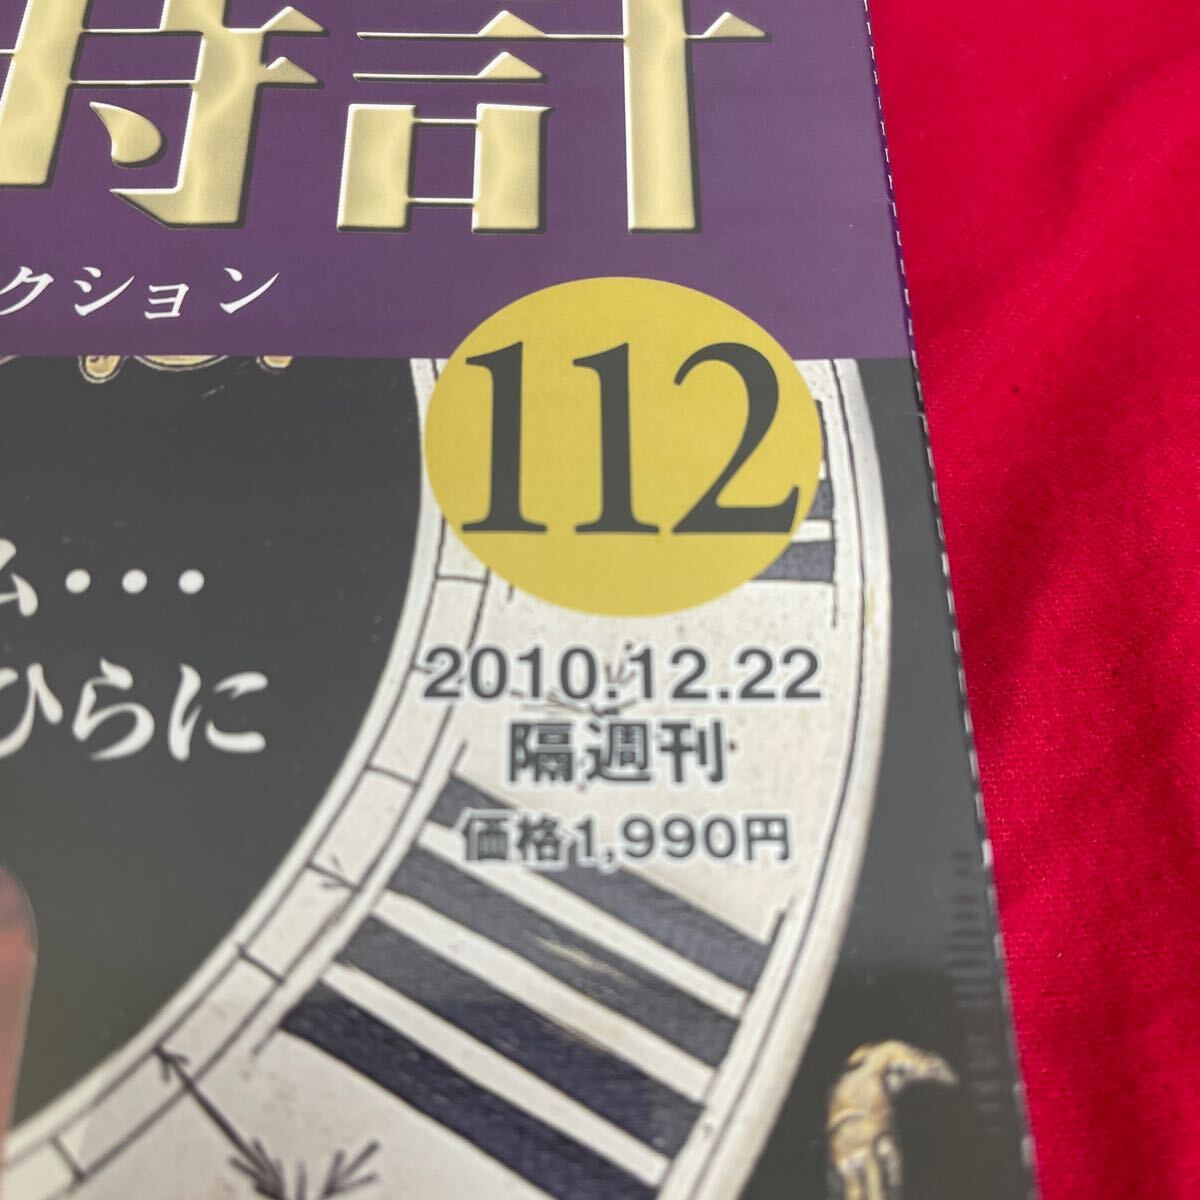 時計
クション
112
ム・・・
ひらに
2010.12.22
隔週刊
価格1,990円